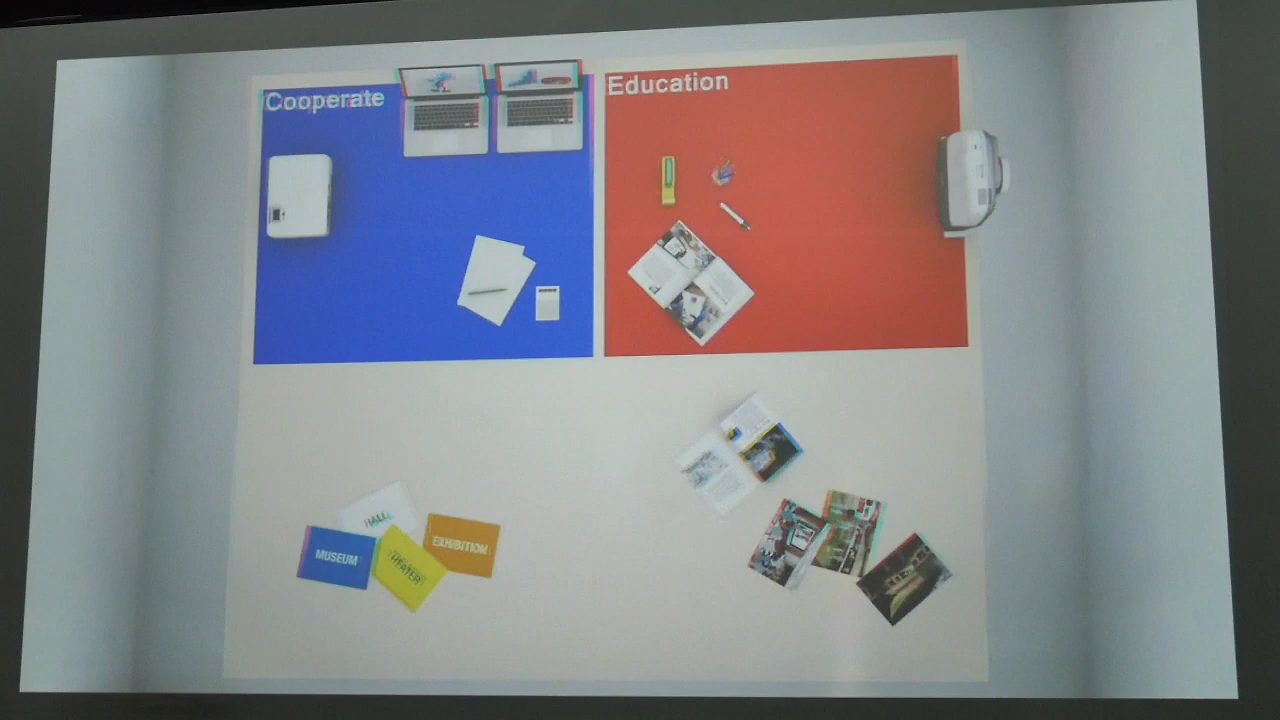 Cooperate
Education
HALL
MUSEUM
THEATER
EXHIBITION